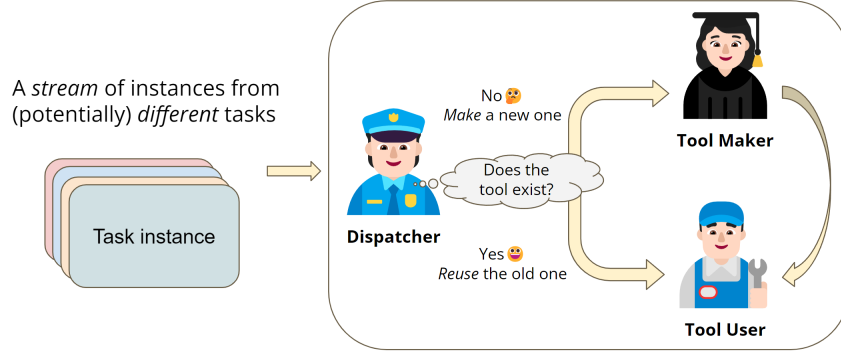 A stream of instances from
(potentially) different tasks
Task instance
Dispatcher
Does the
tool exist?
No
Make a new one
Yes
Reuse the old one
Tool Maker
Tool User